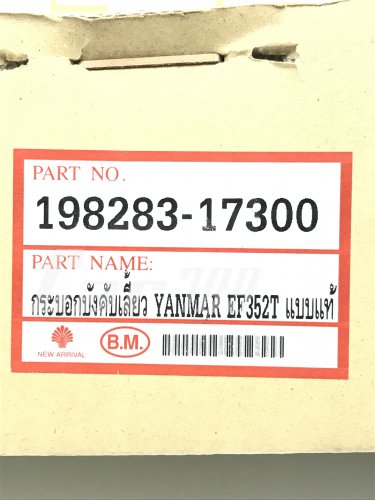 PART NO.
198283-17300
PART NAME:
กระบอกบังคับเลี้ยว YANMAR EF352T แบบแท้
NEW ARRIVAL
B.M.